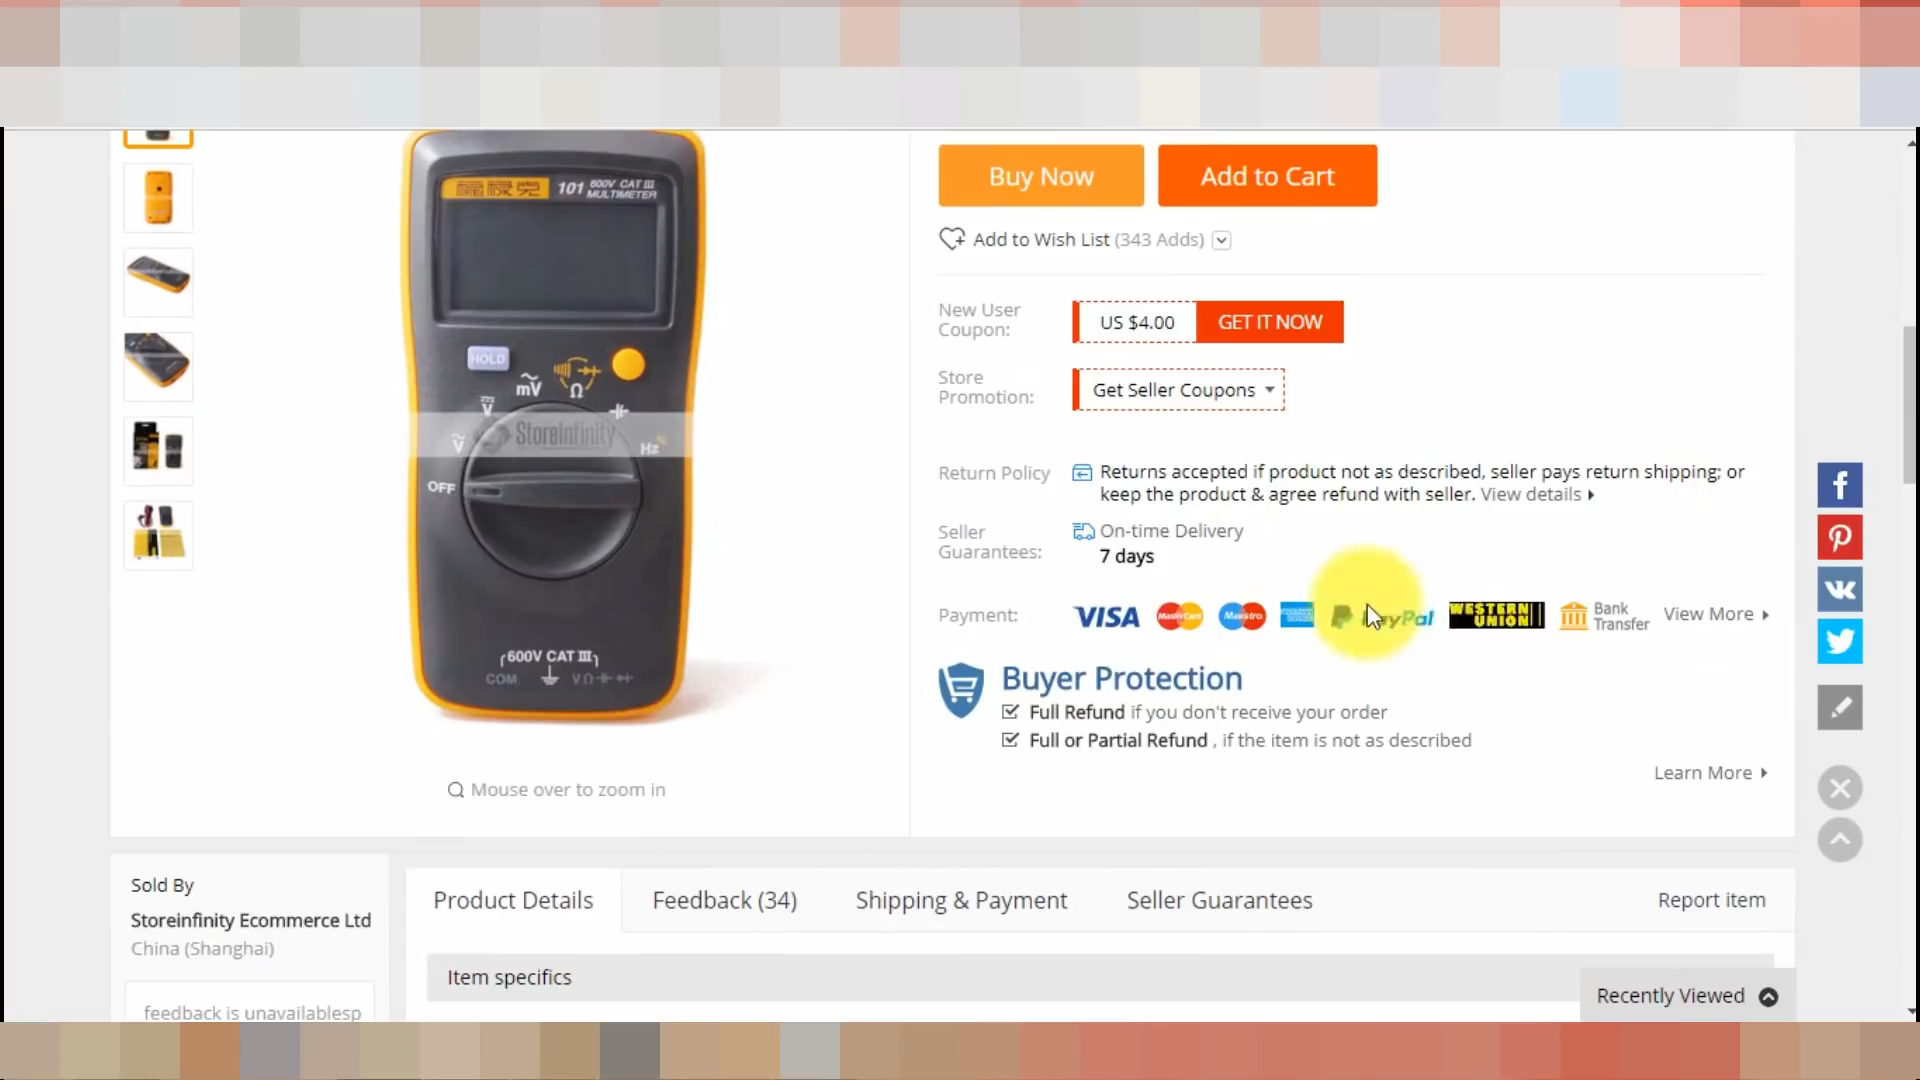 Buy Now
Add to Cart
Add to Wish List (343 Adds)
New User
Coupon:
US $4.00
GET IT NOW
Store
Promotion:
Get Seller Coupons
Return Policy
Returns accepted if product not as described, seller pays return shipping; or
keep the product & agree refund with seller. View details
Seller
Guarantees:
On-time Delivery
7 days
Payment:
VISA
MasterCard
Maestro
PayPal
WESTERN
UNION
Bank
Transfer
View More
Buyer Protection
Full Refund if you don't receive your order
Full or Partial Refund , if the item is not as described
Learn More
101 600V CAT III
MULTIMETER
HOLD
mV
Ω
V
V
Hz
OFF
Storeinfinity
600V CAT III
COM
VΩ
Mouse over to zoom in
Sold By
Storeinfinity Ecommerce Ltd
China (Shanghai)
feedback is unavailablesp
Product Details
Feedback (34)
Shipping & Payment
Seller Guarantees
Report item
Item specifics
Recently Viewed